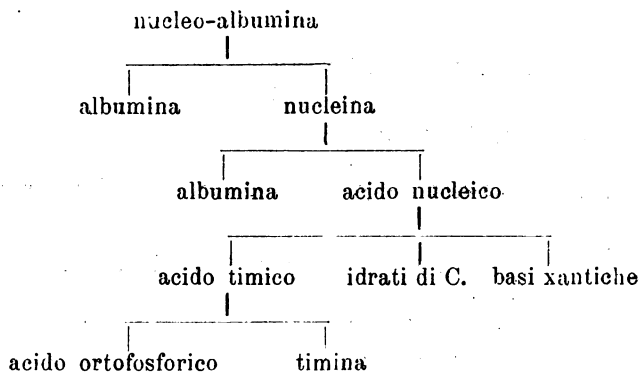 nucleo-albumina
albumina nucleina
albumina acido nucleico
acido timico idrati di C. basi xantiche
acido ortofosforico timina